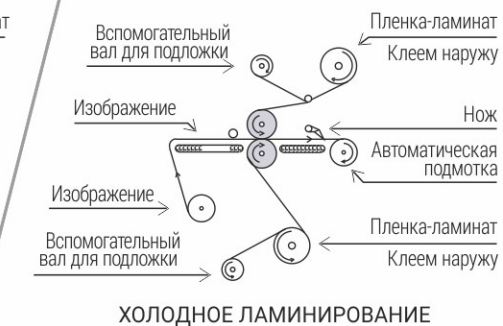 ат
Вспомогательный
вал для подложки
Пленка-ламинат
Клеем наружу
Изображение
Нож
Автоматическая
подмотка
Изображение
Вспомогательный
вал для подложки
Пленка-ламинат
Клеем наружу
ХОЛОДНОЕ ЛАМИНИРОВАНИЕ